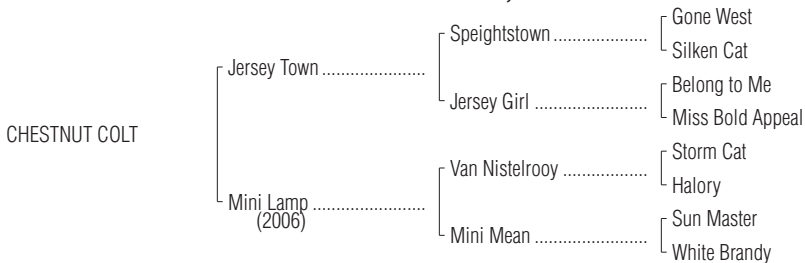 Gone West
Speightstown ....................
Silken Cat
Jersey Town ......................
Belong to Me
Jersey Girl ........................
Miss Bold Appeal
CHESTNUT COLT
Storm Cat
Van Nistelrooy ..................
Halory
Mini Lamp ........................
(2006)
Sun Master
Mini Mean ........................
White Brandy